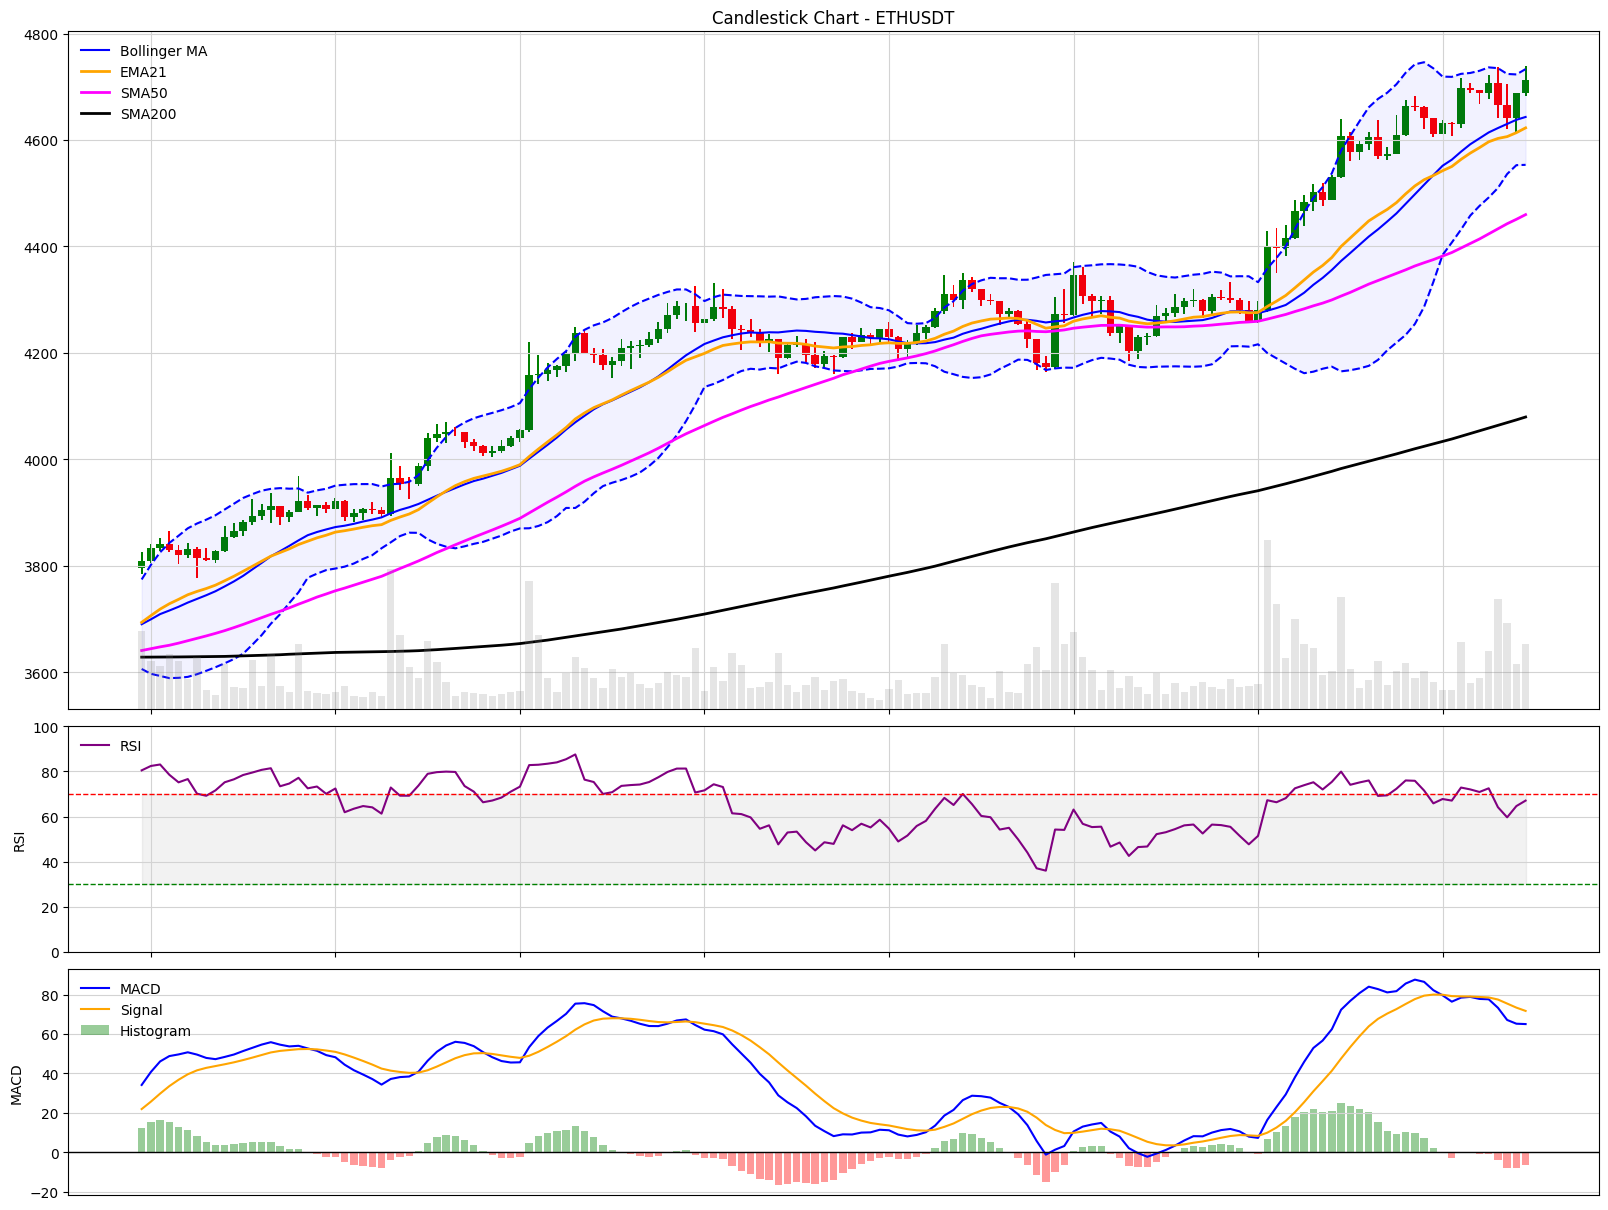 Candlestick Chart - ETHUSDT
4800
4600
4400
4200
4000
3800
3600
Bollinger MA
EMA21
SMA50
SMA200
RSI
100
80
60
40
20
0
RSI
MACD
80
60
40
20
0
−20
MACD
Signal
Histogram